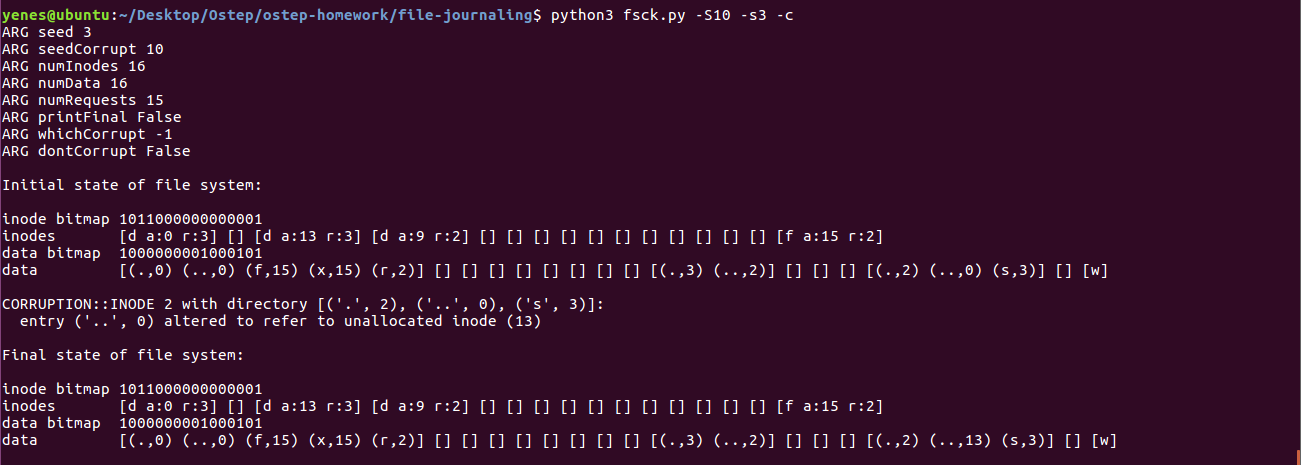 yenes@ubuntu:~/Desktop/Ostep/ostep-homework/file-journaling$ python3 fsck.py -S10 -s3 -c
ARG seed 3
ARG seedCorrupt 10
ARG numInodes 16
ARG numData 16
ARG numRequests 15
ARG printFinal False
ARG whichCorrupt -1
ARG dontCorrupt False
Initial state of file system:
inode bitmap 1011000000000001
inodes       [d a:0 r:3] [] [d a:13 r:3] [d a:9 r:2] [] [] [] [] [] [] [] [] [] [] [] [f a:15 r:2]
data bitmap  1000000001000101
data         [(.,0) (..,0) (f,15) (x,15) (r,2)] [] [] [] [] [] [] [] [] [(.,3) (..,2)] [] [] [] [(.,2) (..,0) (s,3)] [] [w]
CORRUPTION::INODE 2 with directory [('.', 2), ('..', 0), ('s', 3)]:
  entry ('..', 0) altered to refer to unallocated inode (13)
Final state of file system:
inode bitmap 1011000000000001
inodes       [d a:0 r:3] [] [d a:13 r:3] [d a:9 r:2] [] [] [] [] [] [] [] [] [] [] [] [f a:15 r:2]
data bitmap  1000000001000101
data         [(.,0) (..,0) (f,15) (x,15) (r,2)] [] [] [] [] [] [] [] [] [(.,3) (..,2)] [] [] [] [(.,2) (..,13) (s,3)] [] [w]